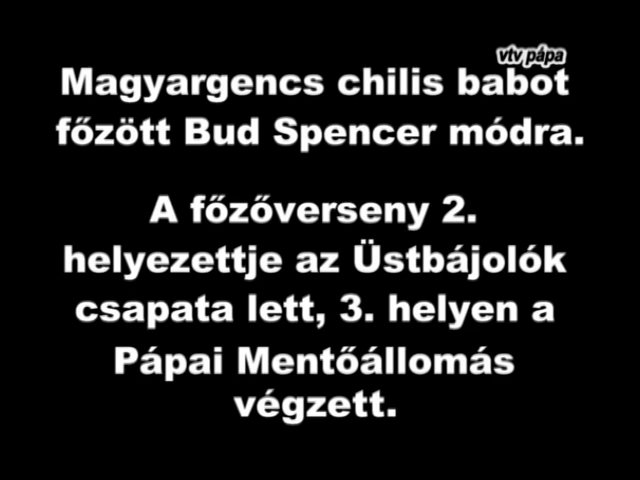 vtv pápa
Magyargencs chilis babot
főzött Bud Spencer módra.
A főzőverseny 2.
helyezettje az Üstbájolók
csapata lett, 3. helyen a
Pápai Mentőállomás
végzett.